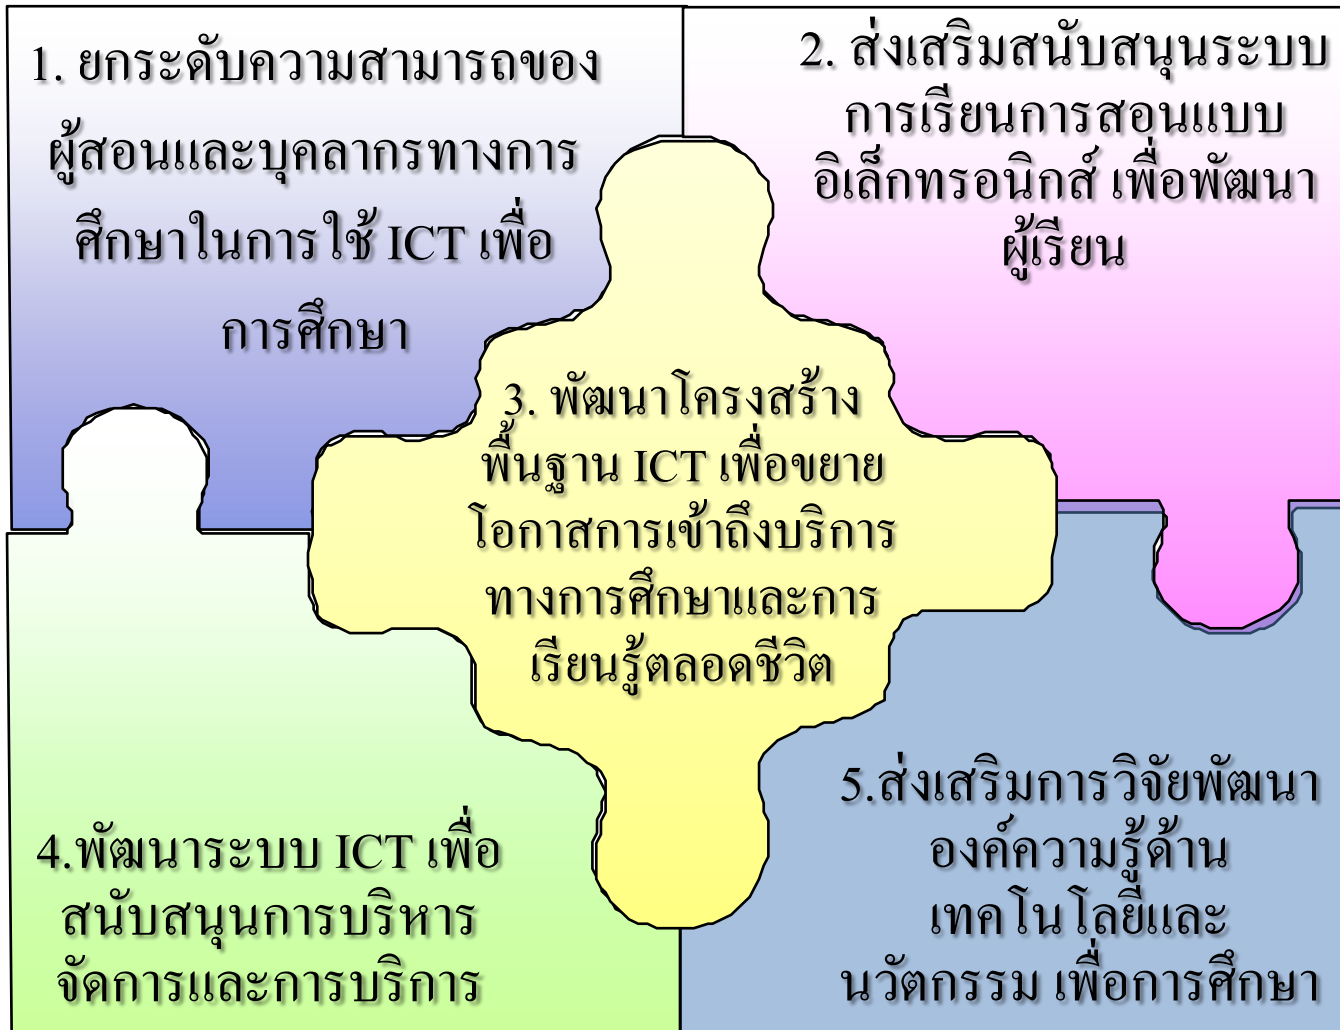 1. ยกระดับความสามารถของ
ผู้สอนและบุคลากรทางการ
ศึกษาในการใช้ ICT เพื่อ
การศึกษา
2. ส่งเสริมสนับสนุนระบบ
การเรียนการสอนแบบ
อิเล็กทรอนิกส์ เพื่อพัฒนา
ผู้เรียน
3. พัฒนาโครงสร้าง
พื้นฐาน ICT เพื่อขยาย
โอกาสการเข้าถึงบริการ
ทางการศึกษาและการ
เรียนรู้ตลอดชีวิต
4.พัฒนาระบบ ICT เพื่อ
สนับสนุนการบริหาร
จัดการและการบริการ
5.ส่งเสริมการวิจัยพัฒนา
องค์ความรู้ด้าน
เทคโนโลยีและ
นวัตกรรม เพื่อการศึกษา